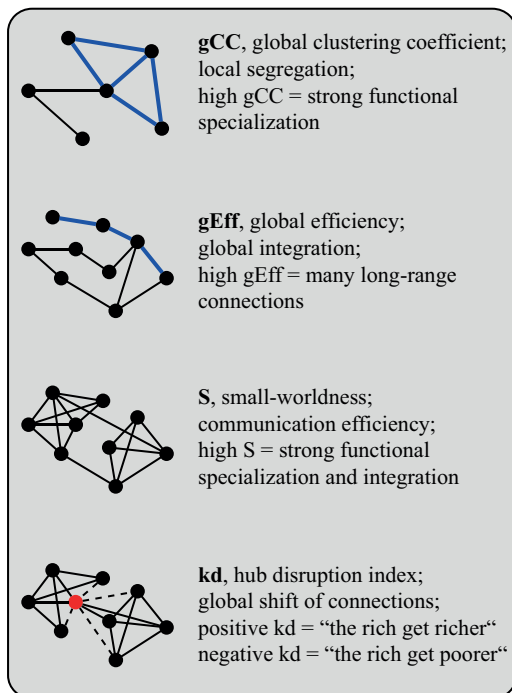 gCC, global clustering coefficient;
local segregation;
high gCC = strong functional
specialization
gEff, global efficiency;
global integration;
high gEff = many long-range
connections
S, small-worldness;
communication efficiency;
high S = strong functional
specialization and integration
kd, hub disruption index;
global shift of connections;
positive kd = “the rich get richer“
negative kd = “the rich get poorer“